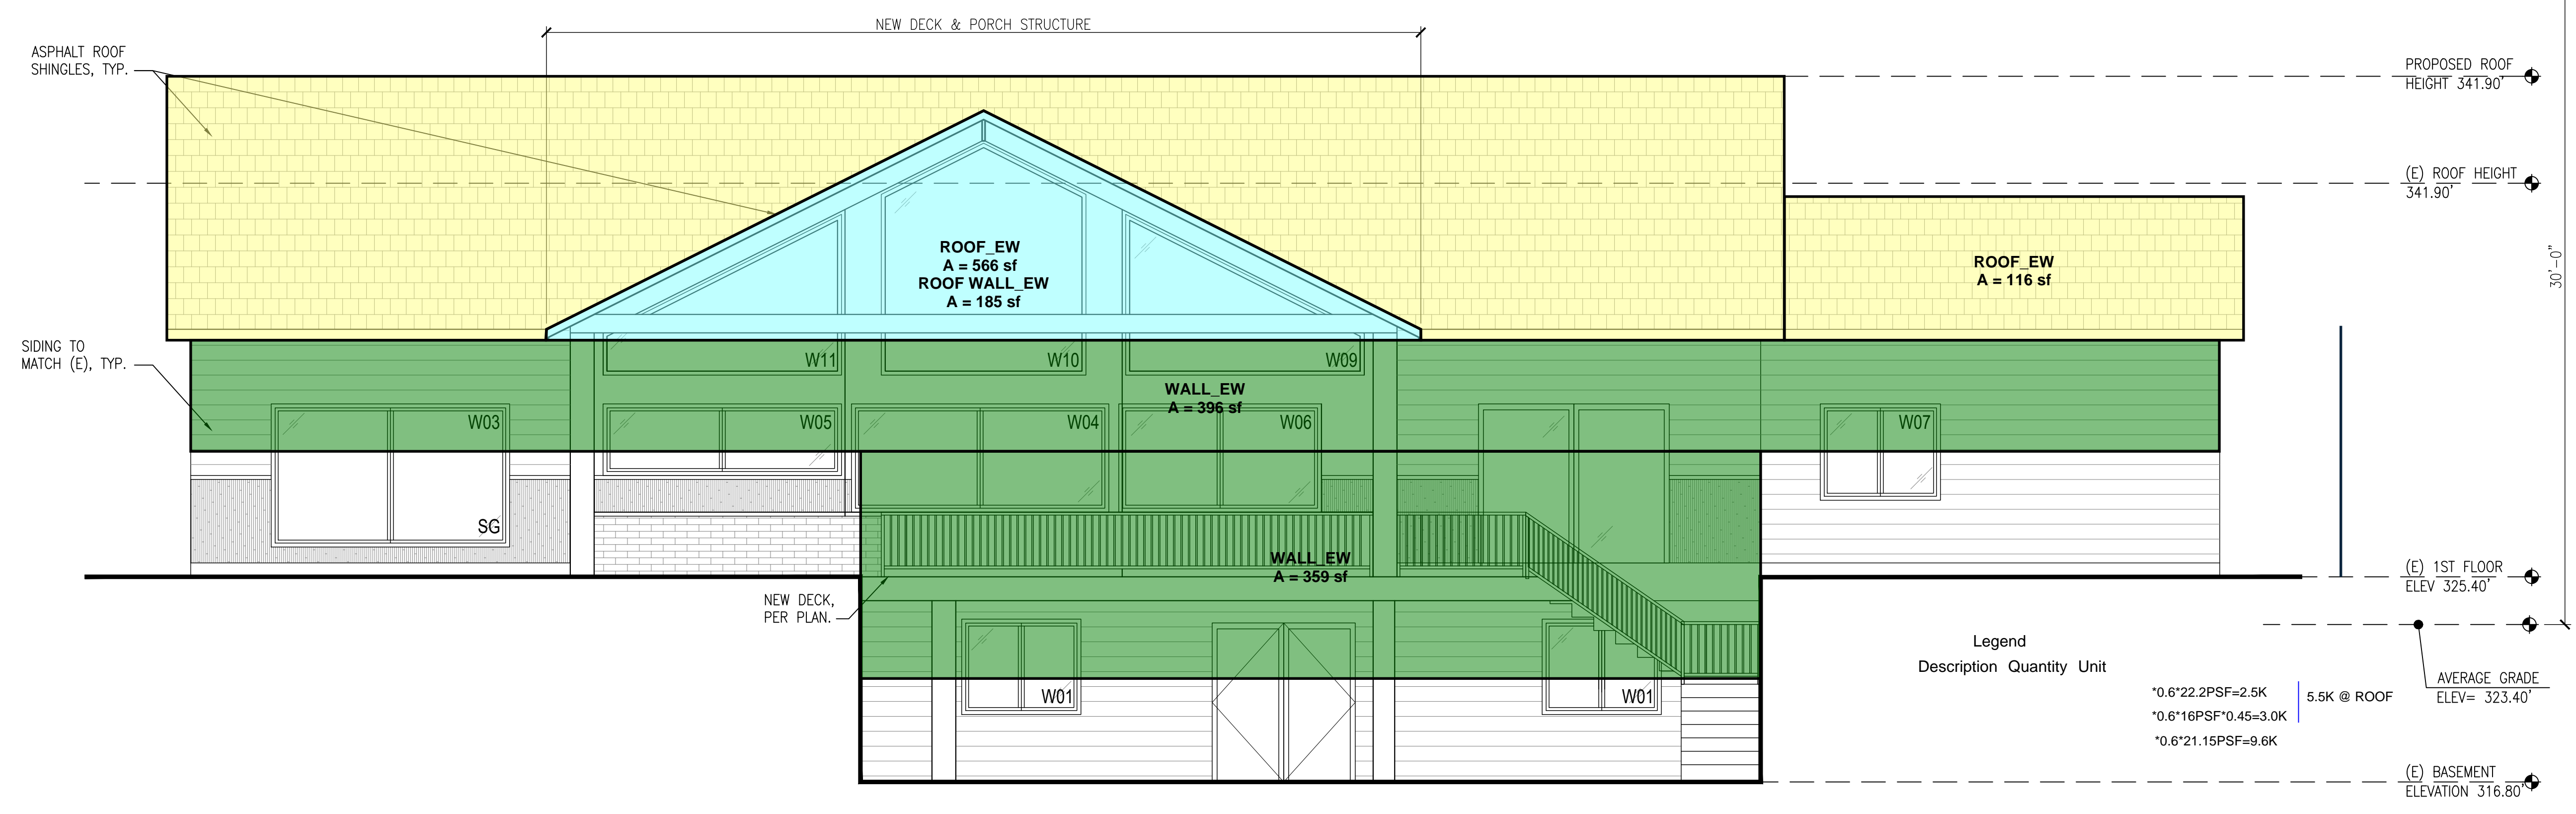 NEW DECK & PORCH STRUCTURE
ASPHALT ROOF
SHINGLES, TYP.
PROPOSED ROOF
HEIGHT 341.90'
(E) ROOF HEIGHT
341.90'
30'-0"
ROOF_EW
A = 566 sf
ROOF WALL_EW
A = 185 sf
ROOF_EW
A = 116 sf
SIDING TO
MATCH (E), TYP.
W11
W10
W09
WALL_EW
A = 396 sf
W03
W05
W04
W06
W07
SG
WALL_EW
A = 359 sf
(E) 1ST FLOOR
ELEV 325.40'
NEW DECK,
PER PLAN.
Legend
Description Quantity Unit
*0.6*22.2PSF=2.5K
*0.6*16PSF*0.45=3.0K
5.5K @ ROOF
*0.6*21.15PSF=9.6K
AVERAGE GRADE
ELEV= 323.40'
W01
W01
(E) BASEMENT
ELEVATION 316.80'